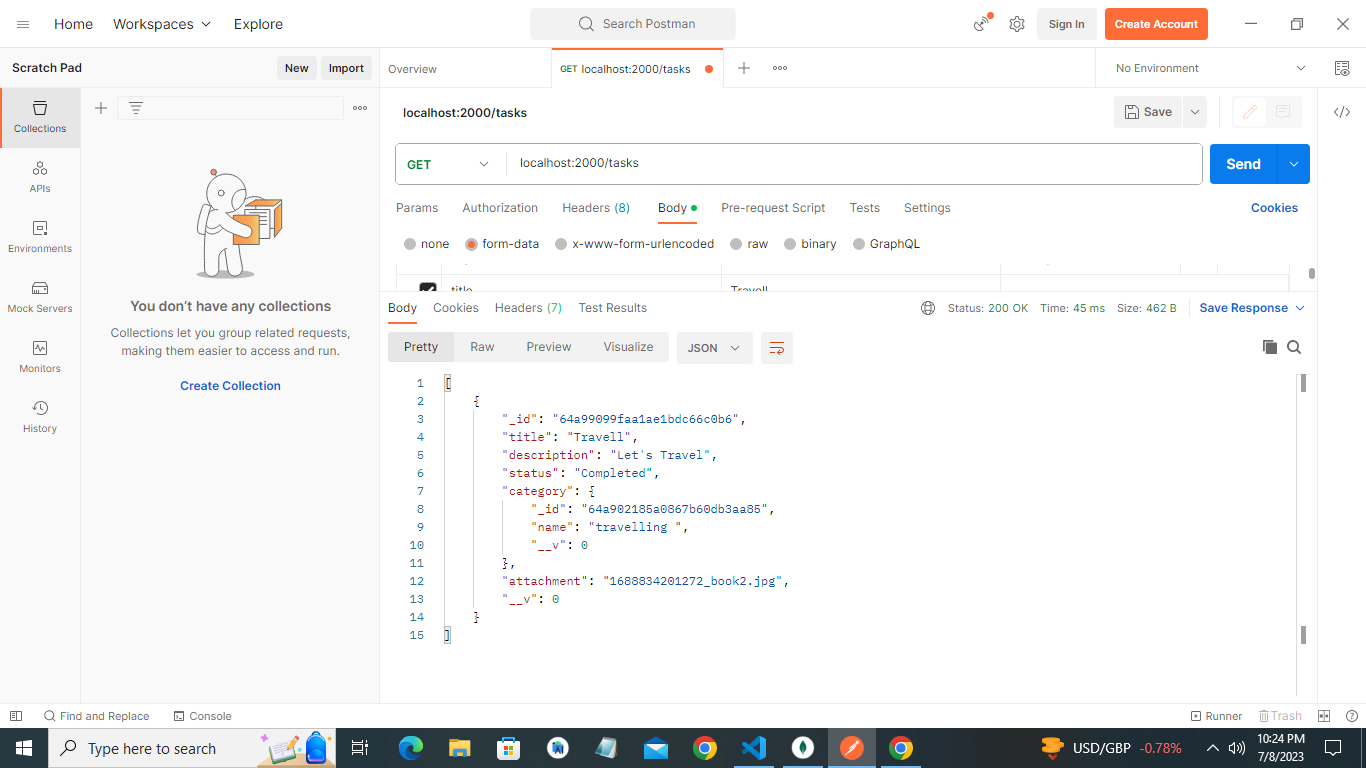 Home Workspaces Explore Search Postman Sign In Create Account
Scratch Pad New Import Overview GET localhost:2000/tasks No Environment
Collections
APIs
Environments
Mock Servers
Monitors
History
You don't have any collections
Collections let you group related requests,
making them easier to access and run.
Create Collection
localhost:2000/tasks Save
GET localhost:2000/tasks Send
Params Authorization Headers (8) Body Pre-request Script Tests Settings Cookies
none form-data x-www-form-urlencoded raw binary GraphQL
title Travell
Body Cookies Headers (7) Test Results Status: 200 OK Time: 45 ms Size: 462 B Save Response
Pretty Raw Preview Visualize JSON
1 [
2 {
3 "_id": "64a99099faa1ae1bdc66c0b6",
4 "title": "Travell",
5 "description": "Let's Travel",
6 "status": "Completed",
7 "category": {
8 "_id": "64a902185a0867b60db3aa85",
9 "name": "travelling ",
10 "__v": 0
11 },
12 "attachment": "1688834201272_book2.jpg",
13 "__v": 0
14 }
15 ]
Find and Replace Console Runner Trash
Type here to search USD/GBP -0.78% 10:24 PM
7/8/2023